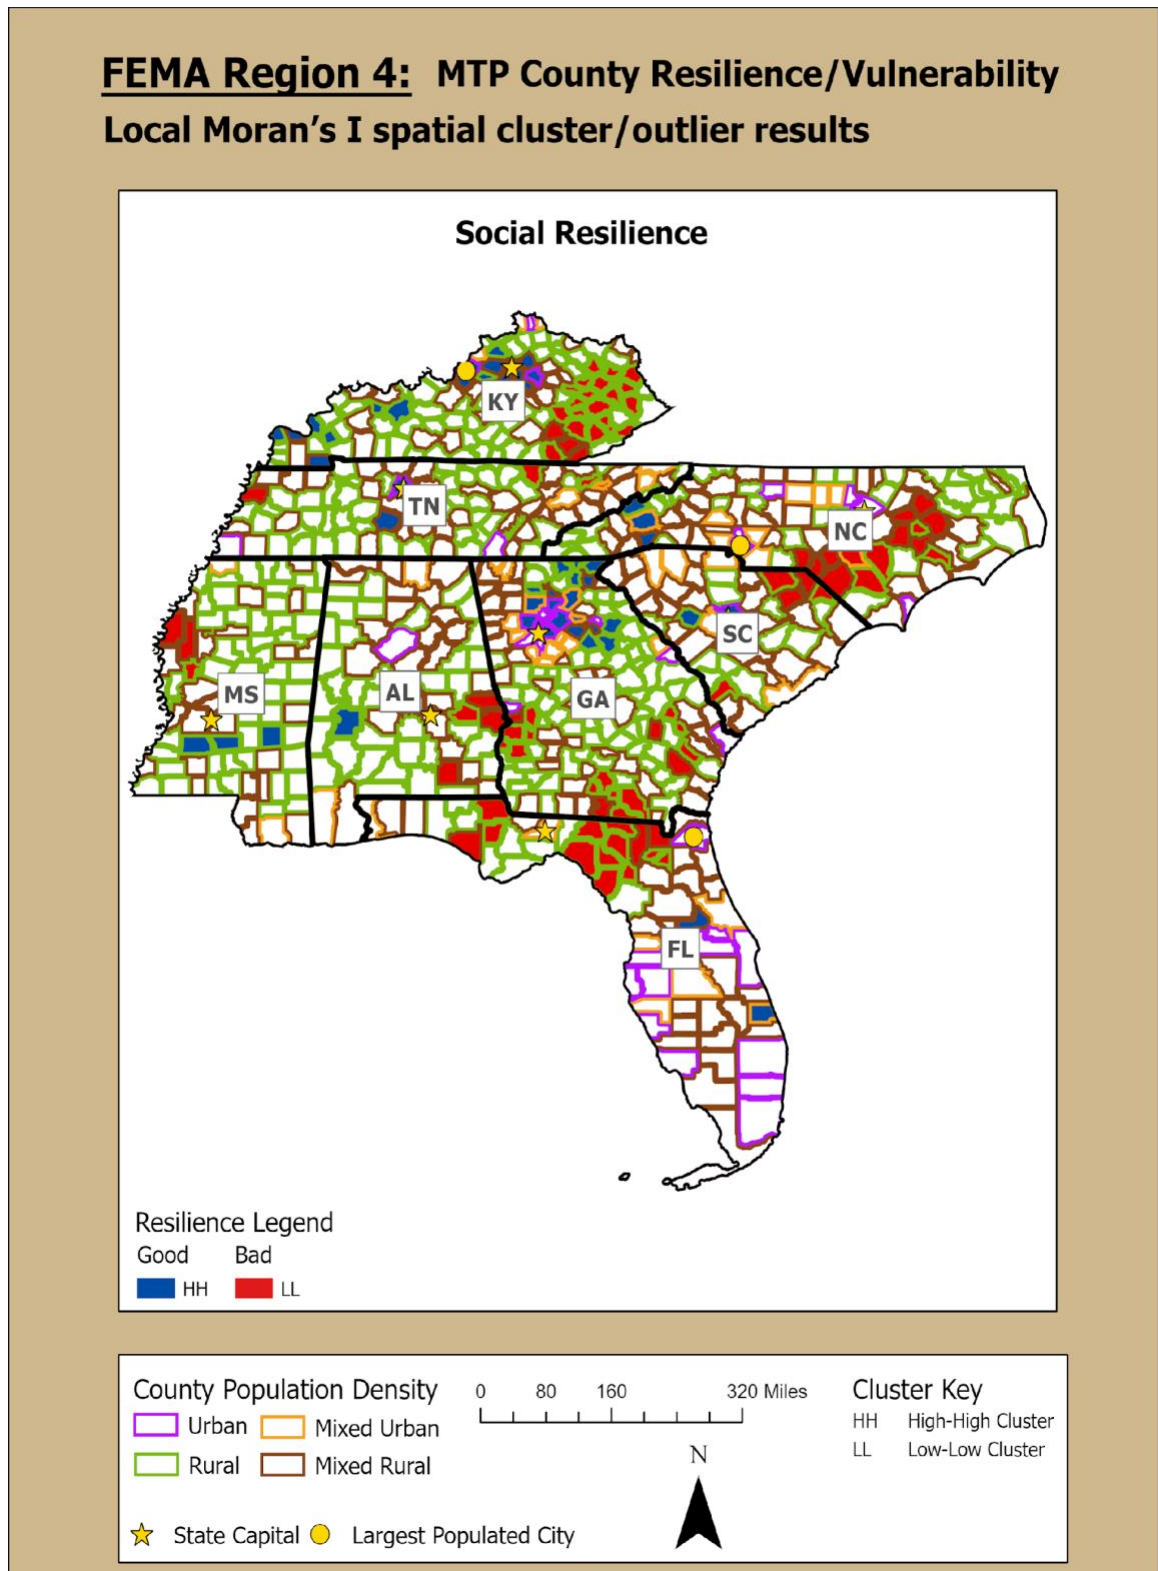 FEMA Region 4: MTP County Resilience/Vulnerability
Local Moran's I spatial cluster/outlier results
Social Resilience
KY
TN
NC
SC
MS
AL
GA
FL
Resilience Legend
Good Bad
HH LL
County Population Density
Urban Mixed Urban
Rural Mixed Rural
State Capital Largest Populated City
0 80 160 320 Miles
N
Cluster Key
HH High-High Cluster
LL Low-Low Cluster